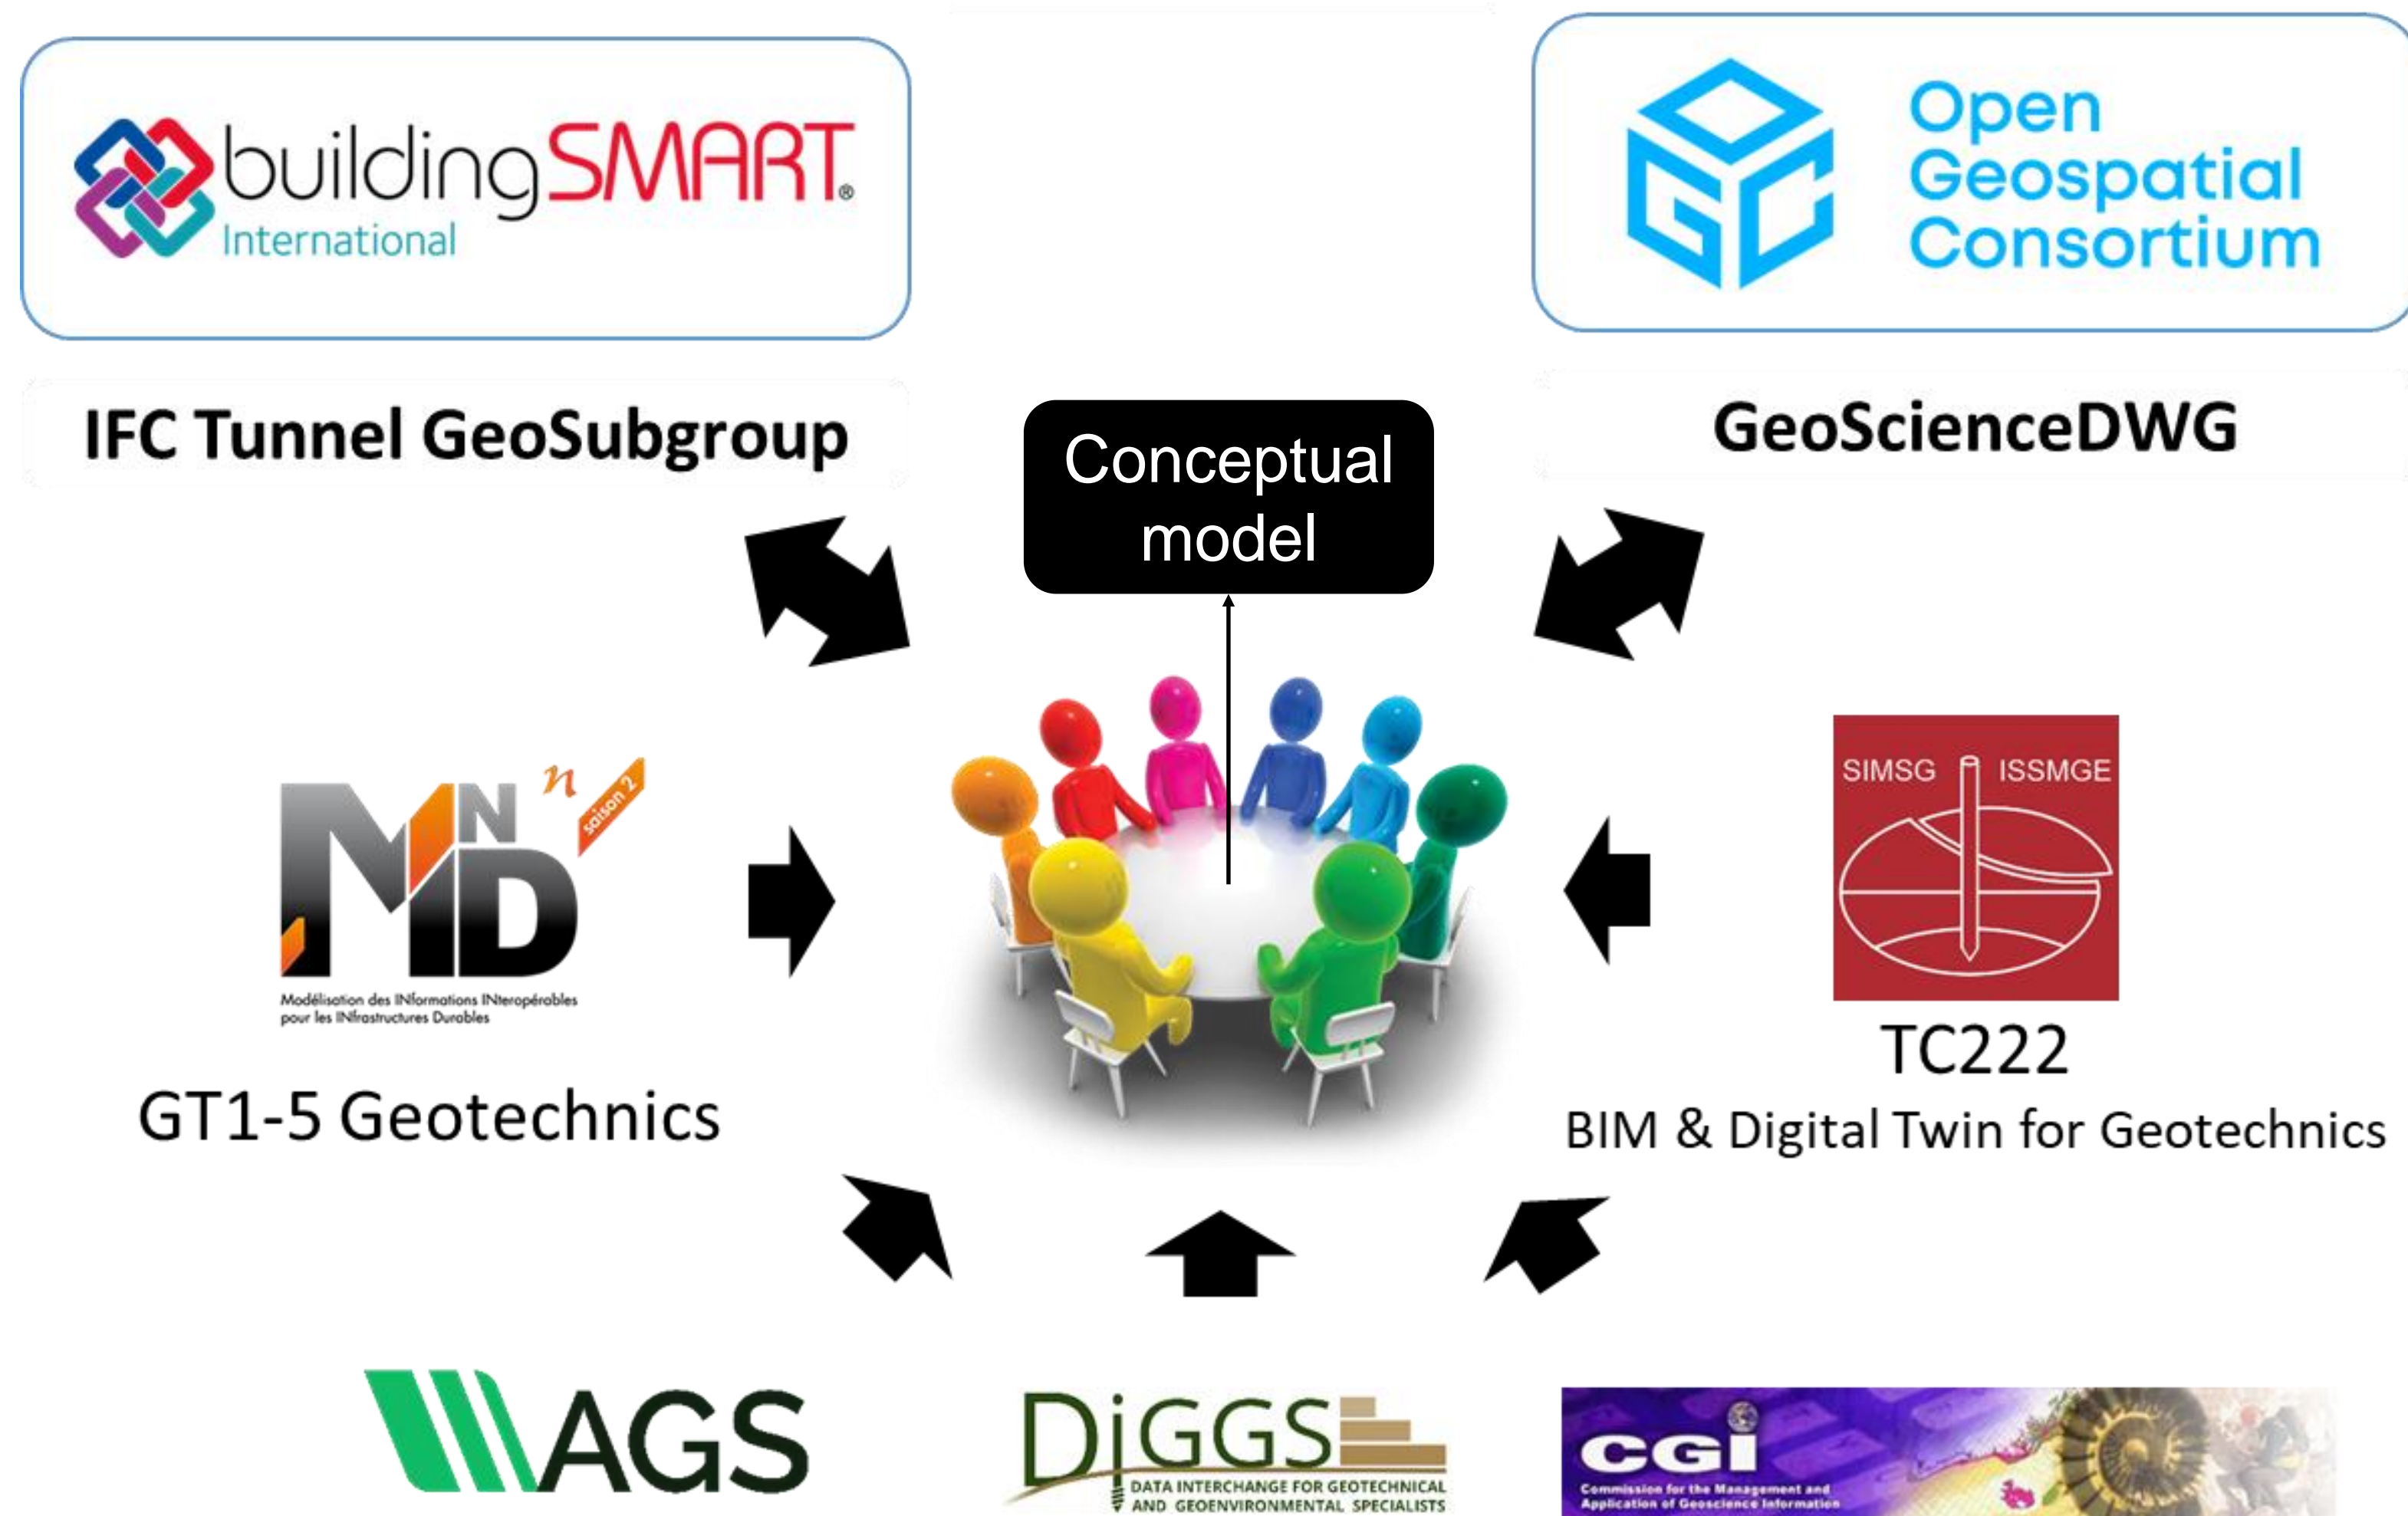 buildingSMART®
International
Open
Geospatial
Consortium
IFC Tunnel GeoSubgroup
GeoScienceDWG
Conceptual
model
MINnD
n
saison 2
Modélisation des INformations INteropérables
pour les INfrastructures Durables
GT1-5 Geotechnics
SIMSG ISSMGE
TC222
BIM & Digital Twin for Geotechnics
AGS
DiGGS
DATA INTERCHANGE FOR GEOTECHNICAL
AND GEOENVIRONMENTAL SPECIALISTS
CGI
Commission for the Management and
Application of Geoscience Information